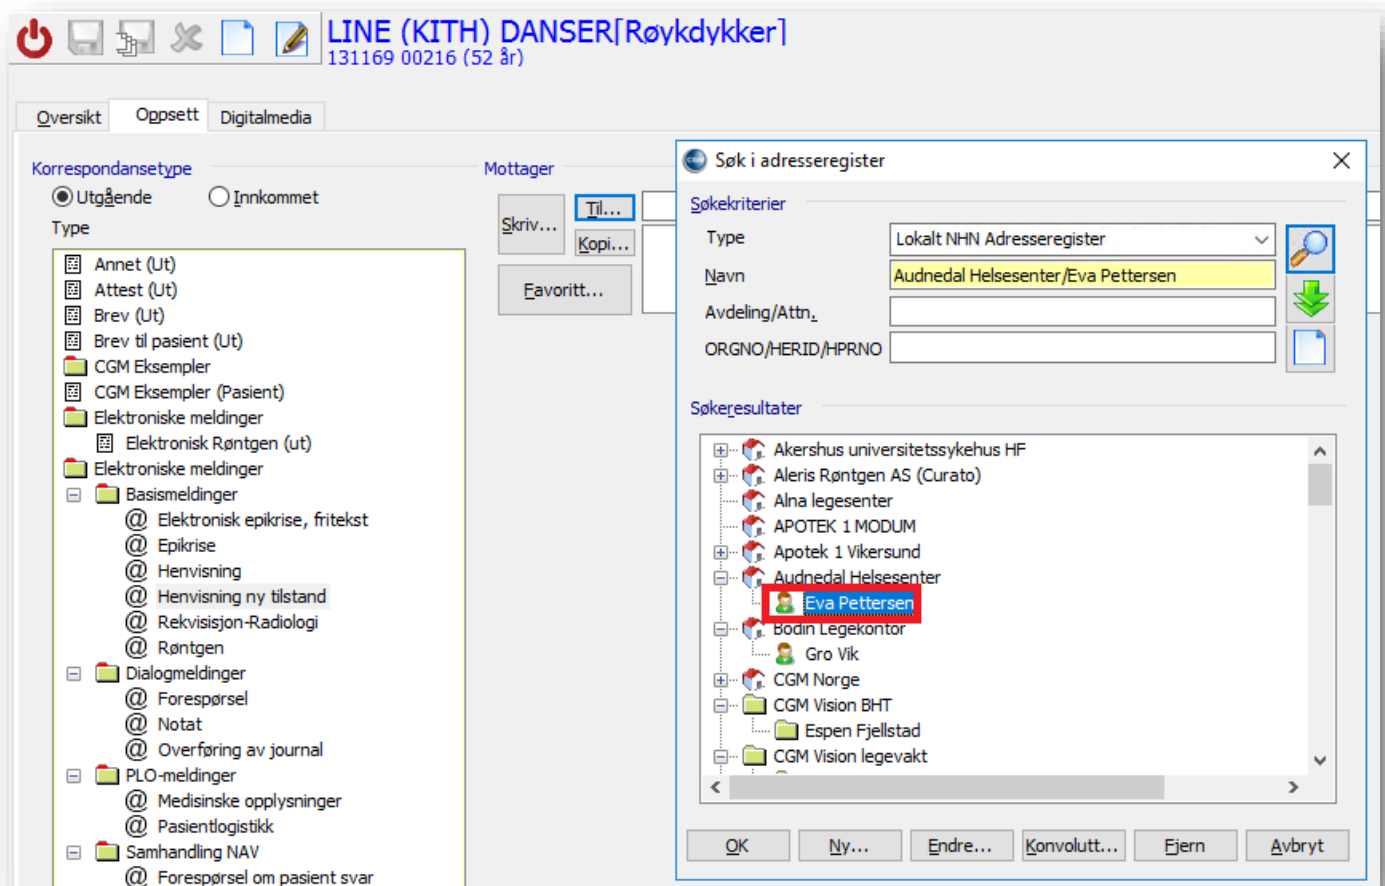 LINE (KITH) DANSER[Røykdykker]
131169 00216 (52 år)
Oversikt
Oppsett
Digitalmedia
Korrespondansetype
Utgående
Innkommet
Type
Annet (Ut)
Attest (Ut)
Brev (Ut)
Brev til pasient (Ut)
CGM Eksempler
CGM Eksempler (Pasient)
Elektroniske meldinger
Elektronisk Røntgen (ut)
Elektroniske meldinger
Basismeldinger
@ Elektronisk epikrise, fritekst
@ Epikrise
@ Henvisning
@ Henvisning ny tilstand
@ Rekvisisjon-Radiologi
@ Røntgen
Dialogmeldinger
@ Forespørsel
@ Notat
@ Overføring av journal
PLO-meldinger
@ Medisinske opplysninger
@ Pasientlogistikk
Samhandling NAV
@ Forespørsel om pasient svar
Mottager
Skriv...
Til...
Kopi...
Favoritt...
Søk i adresseregister
Søkekriterier
Type
Lokalt NHN Adresseregister
Navn
Audnedal Helsesenter/Eva Pettersen
Avdeling/Attn.
ORGNO/HERID/HPRNO
Søkeresultater
Akershus universitetssykehus HF
Aleris Røntgen AS (Curato)
Alna legesenter
APOTEK 1 MODUM
Apotek 1 Vikersund
Audnedal Helsesenter
Eva Pettersen
Bodin Legekontor
Gro Vik
CGM Norge
CGM Vision BHT
Espen Fjellstad
CGM Vision legevakt
OK
Ny...
Endre...
Konvolutt...
Fjern
Avbryt